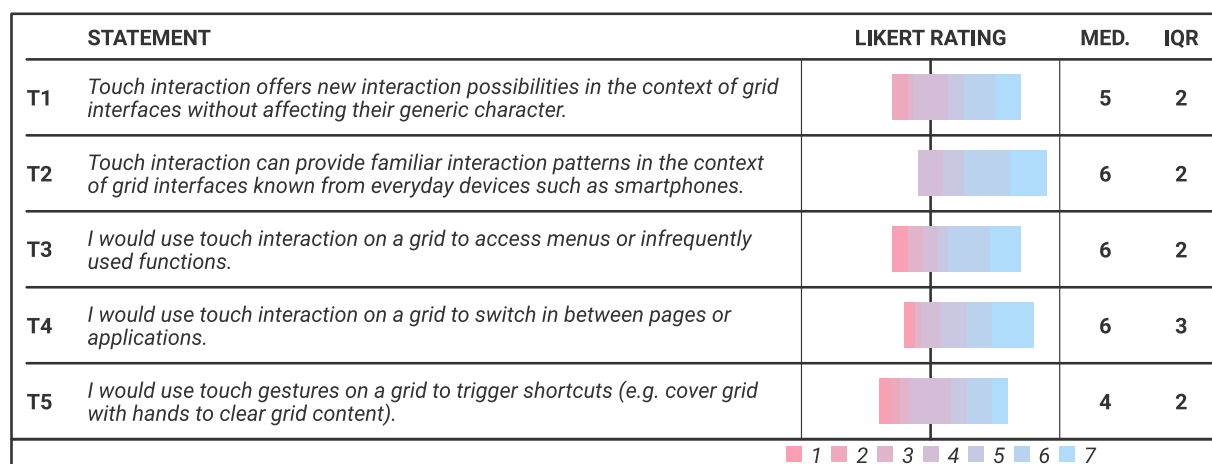 STATEMENT LIKERT RATING MED. IQR
T1 Touch interaction offers new interaction possibilities in the context of grid
interfaces without affecting their generic character. 5 2
T2 Touch interaction can provide familiar interaction patterns in the context
of grid interfaces known from everyday devices such as smartphones. 6 2
T3 I would use touch interaction on a grid to access menus or infrequently
used functions. 6 2
T4 I would use touch interaction on a grid to switch in between pages or
applications. 6 3
T5 I would use touch gestures on a grid to trigger shortcuts (e.g. cover grid
with hands to clear grid content). 4 2
1 2 3 4 5 6 7